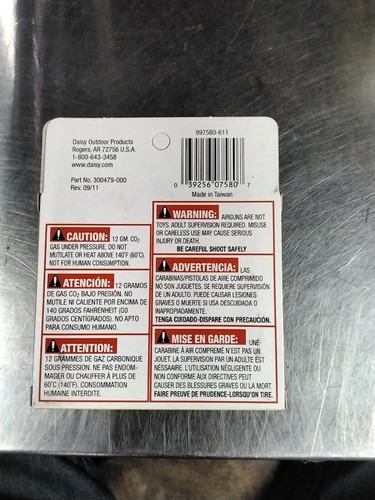 Daisy Outdoor Products
Rogers, AR 72756 U.S.A.
1-800-643-3458
www.daisy.com
Part No. 300479-000
Rev. 09/11
997580-611
0 39256 07580 7
Made in Taiwan
CAUTION: 12 GM. CO2
GAS UNDER PRESSURE. DO NOT
MUTILATE OR HEAT ABOVE 140°F (60°C).
NOT FOR HUMAN CONSUMPTION.
ATENCIÓN: 12 GRAMOS
DE GAS CO2 BAJO PRESIÓN. NO
MUTILE NI CALIENTE POR ENCIMA DE
140 GRADOS FAHRENHEIT (60
GRADOS CENTÍGRADOS). NO APTO
PARA CONSUMO HUMANO.
ATTENTION:
12 GRAMMES DE GAZ CARBONIQUE
SOUS PRESSION. NE PAS ENDOM-
MAGER OU CHAUFFER À PLUS DE
60°C (140°F). CONSOMMATION
HUMAINE INTERDITE.
WARNING: AIRGUNS ARE NOT
TOYS. ADULT SUPERVISION REQUIRED. MISUSE
OR CARELESS USE MAY CAUSE SERIOUS
INJURY OR DEATH.
BE CAREFUL SHOOT SAFELY
ADVERTENCIA: LAS
CARABINAS/PISTOLAS DE AIRE COMPRIMIDO
NO SON JUGUETES. SE REQUIERE SUPERVISIÓN
DE UN ADULTO. PUEDE CAUSAR LESIONES
GRAVES O MUERTE SI USA DESCUIDADA O
INAPROPIADAMENTE.
TENGA CUIDADO-DISPARE CON PRECAUCIÓN.
MISE EN GARDE: UNE
CARABINE À AIR COMPRIMÉ N'EST PAS UN
JOUET. LA SUPERVISION PAR UN ADULTE EST
NÉSSAIRE. L'UTILISATION NÉGLIGENTE OU
NON CONFORME AUX DIRECTIVES PEUT
CAUSER DES BLESSURES GRAVES OU LA MORT.
FAIRE PREUVE DE PRUDENCE-LORSQU'ON TIRE.